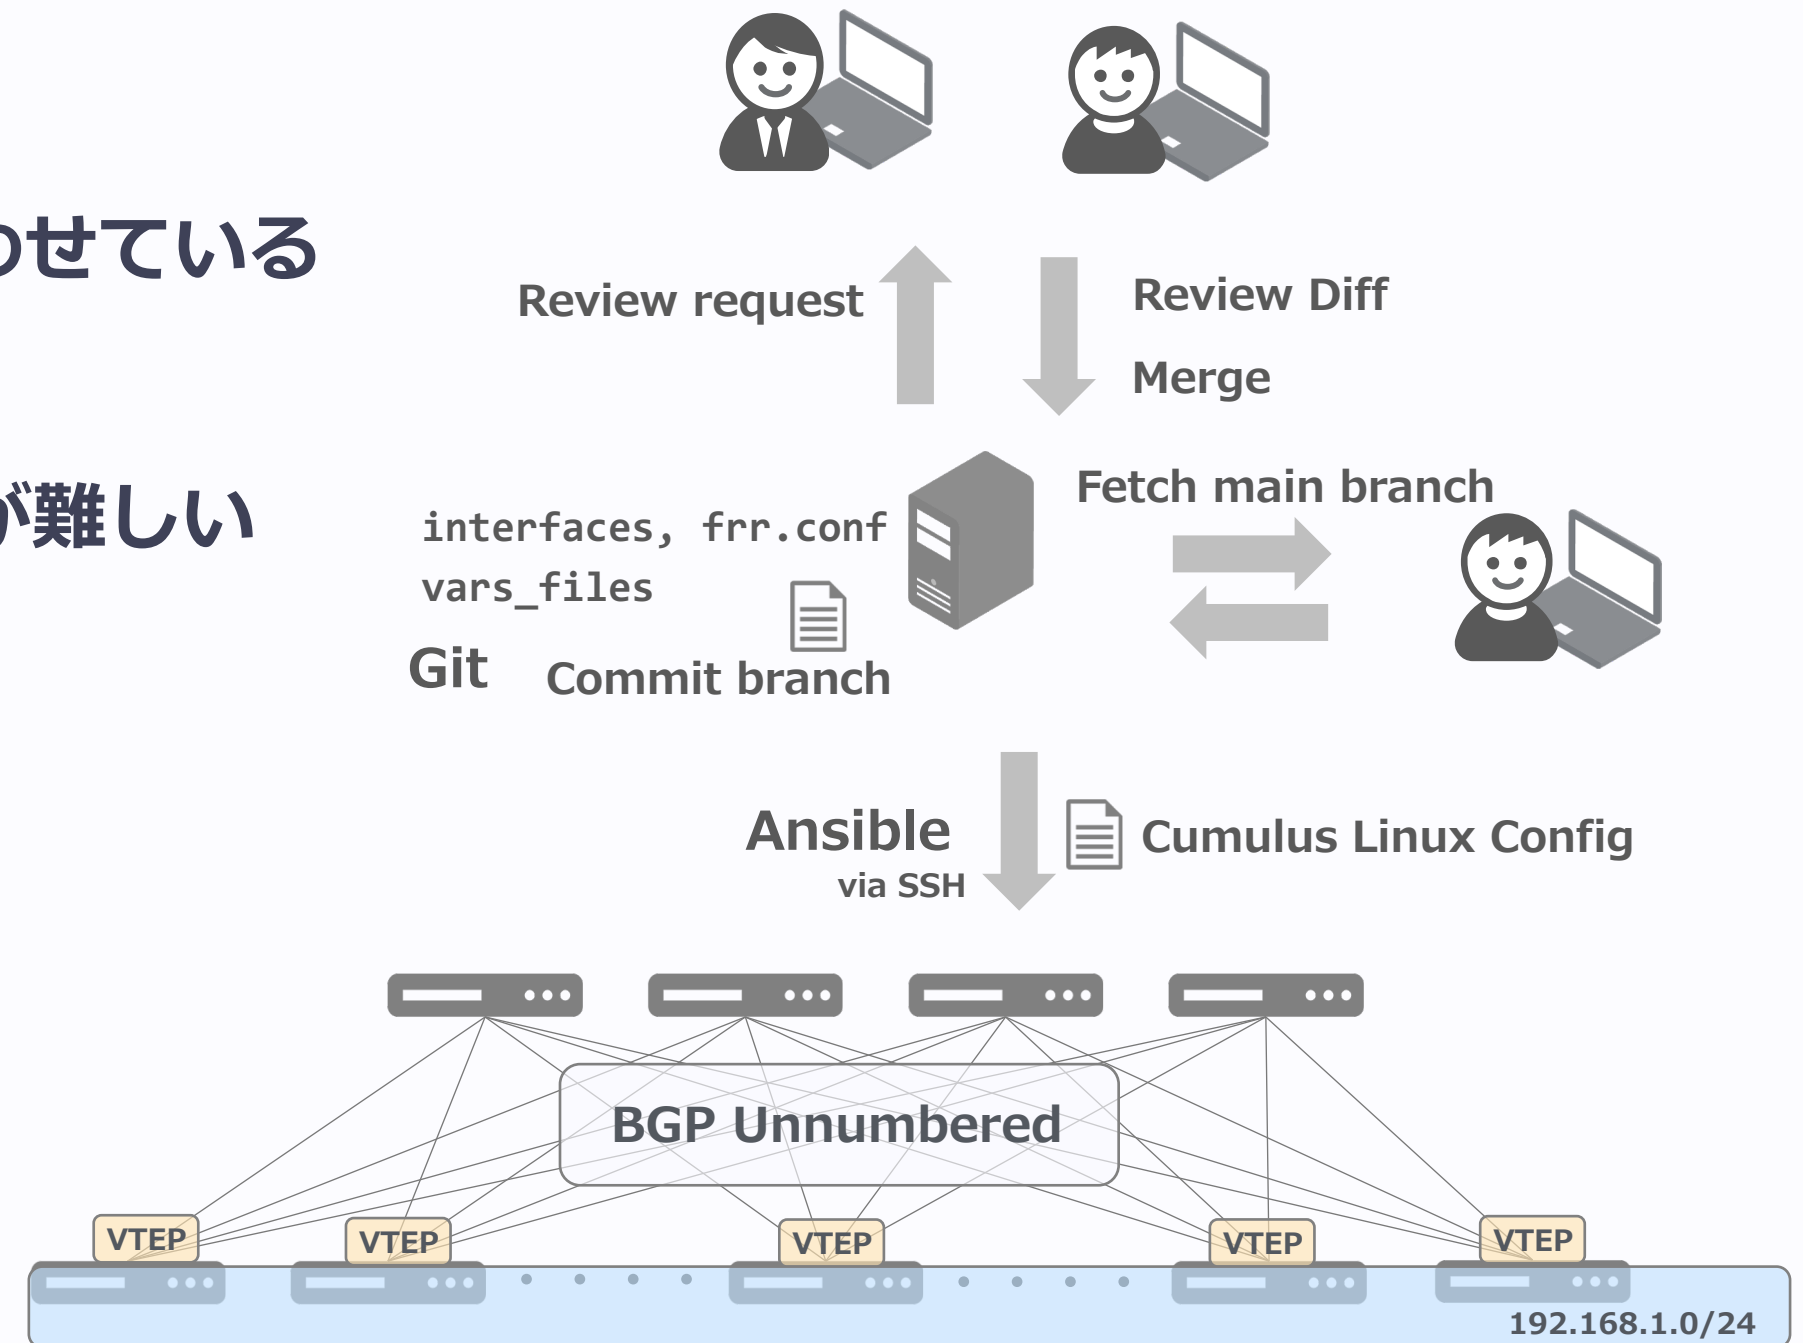 わせている
が難しい
Review request
Review Diff
Merge
Fetch main branch
interfaces, frr.conf
vars_files
Git
Commit branch
Ansible
via SSH
Cumulus Linux Config
BGP Unnumbered
VTEP
VTEP
VTEP
VTEP
VTEP
192.168.1.0/24